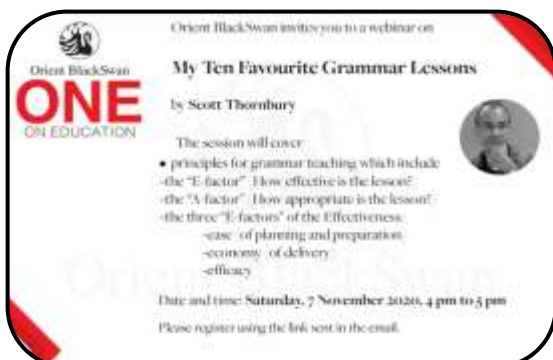 Orient BlackSwan invites you to a webinar on
Orient BlackSwan
ONE
ON EDUCATION
My Ten Favourite Grammar Lessons
by Scott Thornbury
The session will cover
• principles for grammar teaching which include
-the "E-factor" How effective is the lesson?
-the "A-factor" How appropriate is the lesson?
-the three "E-factors" of the Effectiveness:
-ease of planning and preparation
-economy of delivery
-efficacy
Orient BlackSwan
Date and time: Saturday, 7 November 2020, 4 pm to 5 pm
Please register using the link sent in the email.